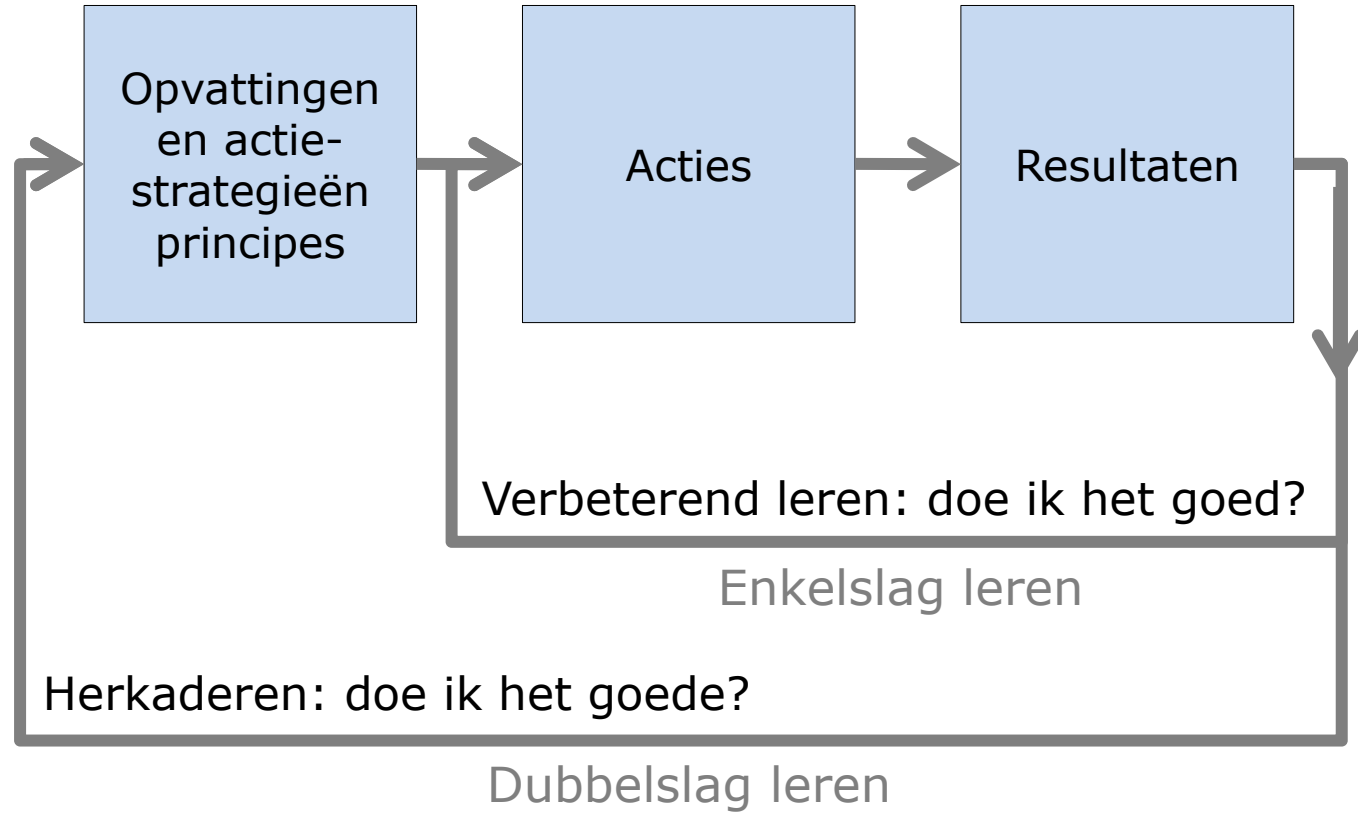 Opvattingen
en actie-
strategieën
principes
Acties
Resultaten
Verbeterend leren: doe ik het goed?
Enkelslag leren
Herkaderen: doe ik het goede?
Dubbelslag leren